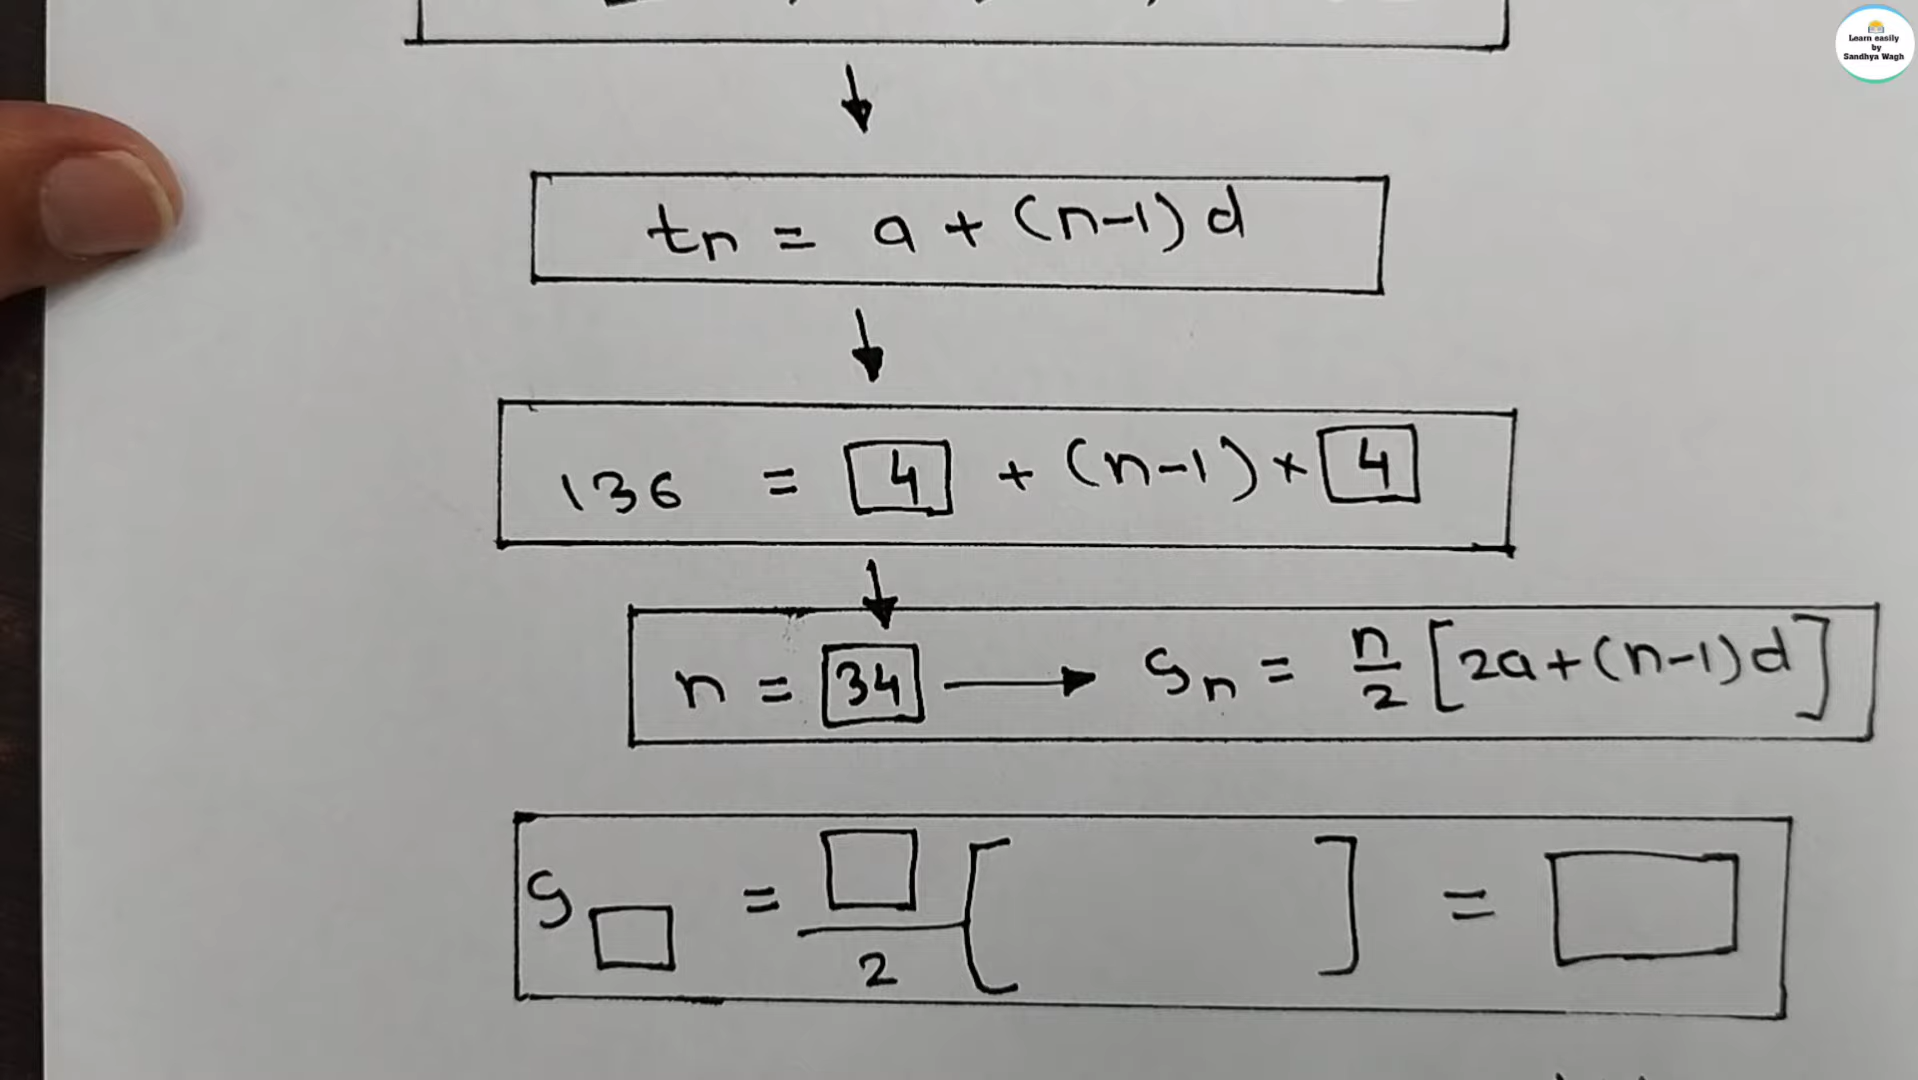 Learn easily
by
Sandhya Wagh
tn = a + (n-1) d
136 = 4 + (n-1) × 4
n = 34 → Sn = n/2 [2a+(n-1)d]
S□ = □/2 [ ] = □